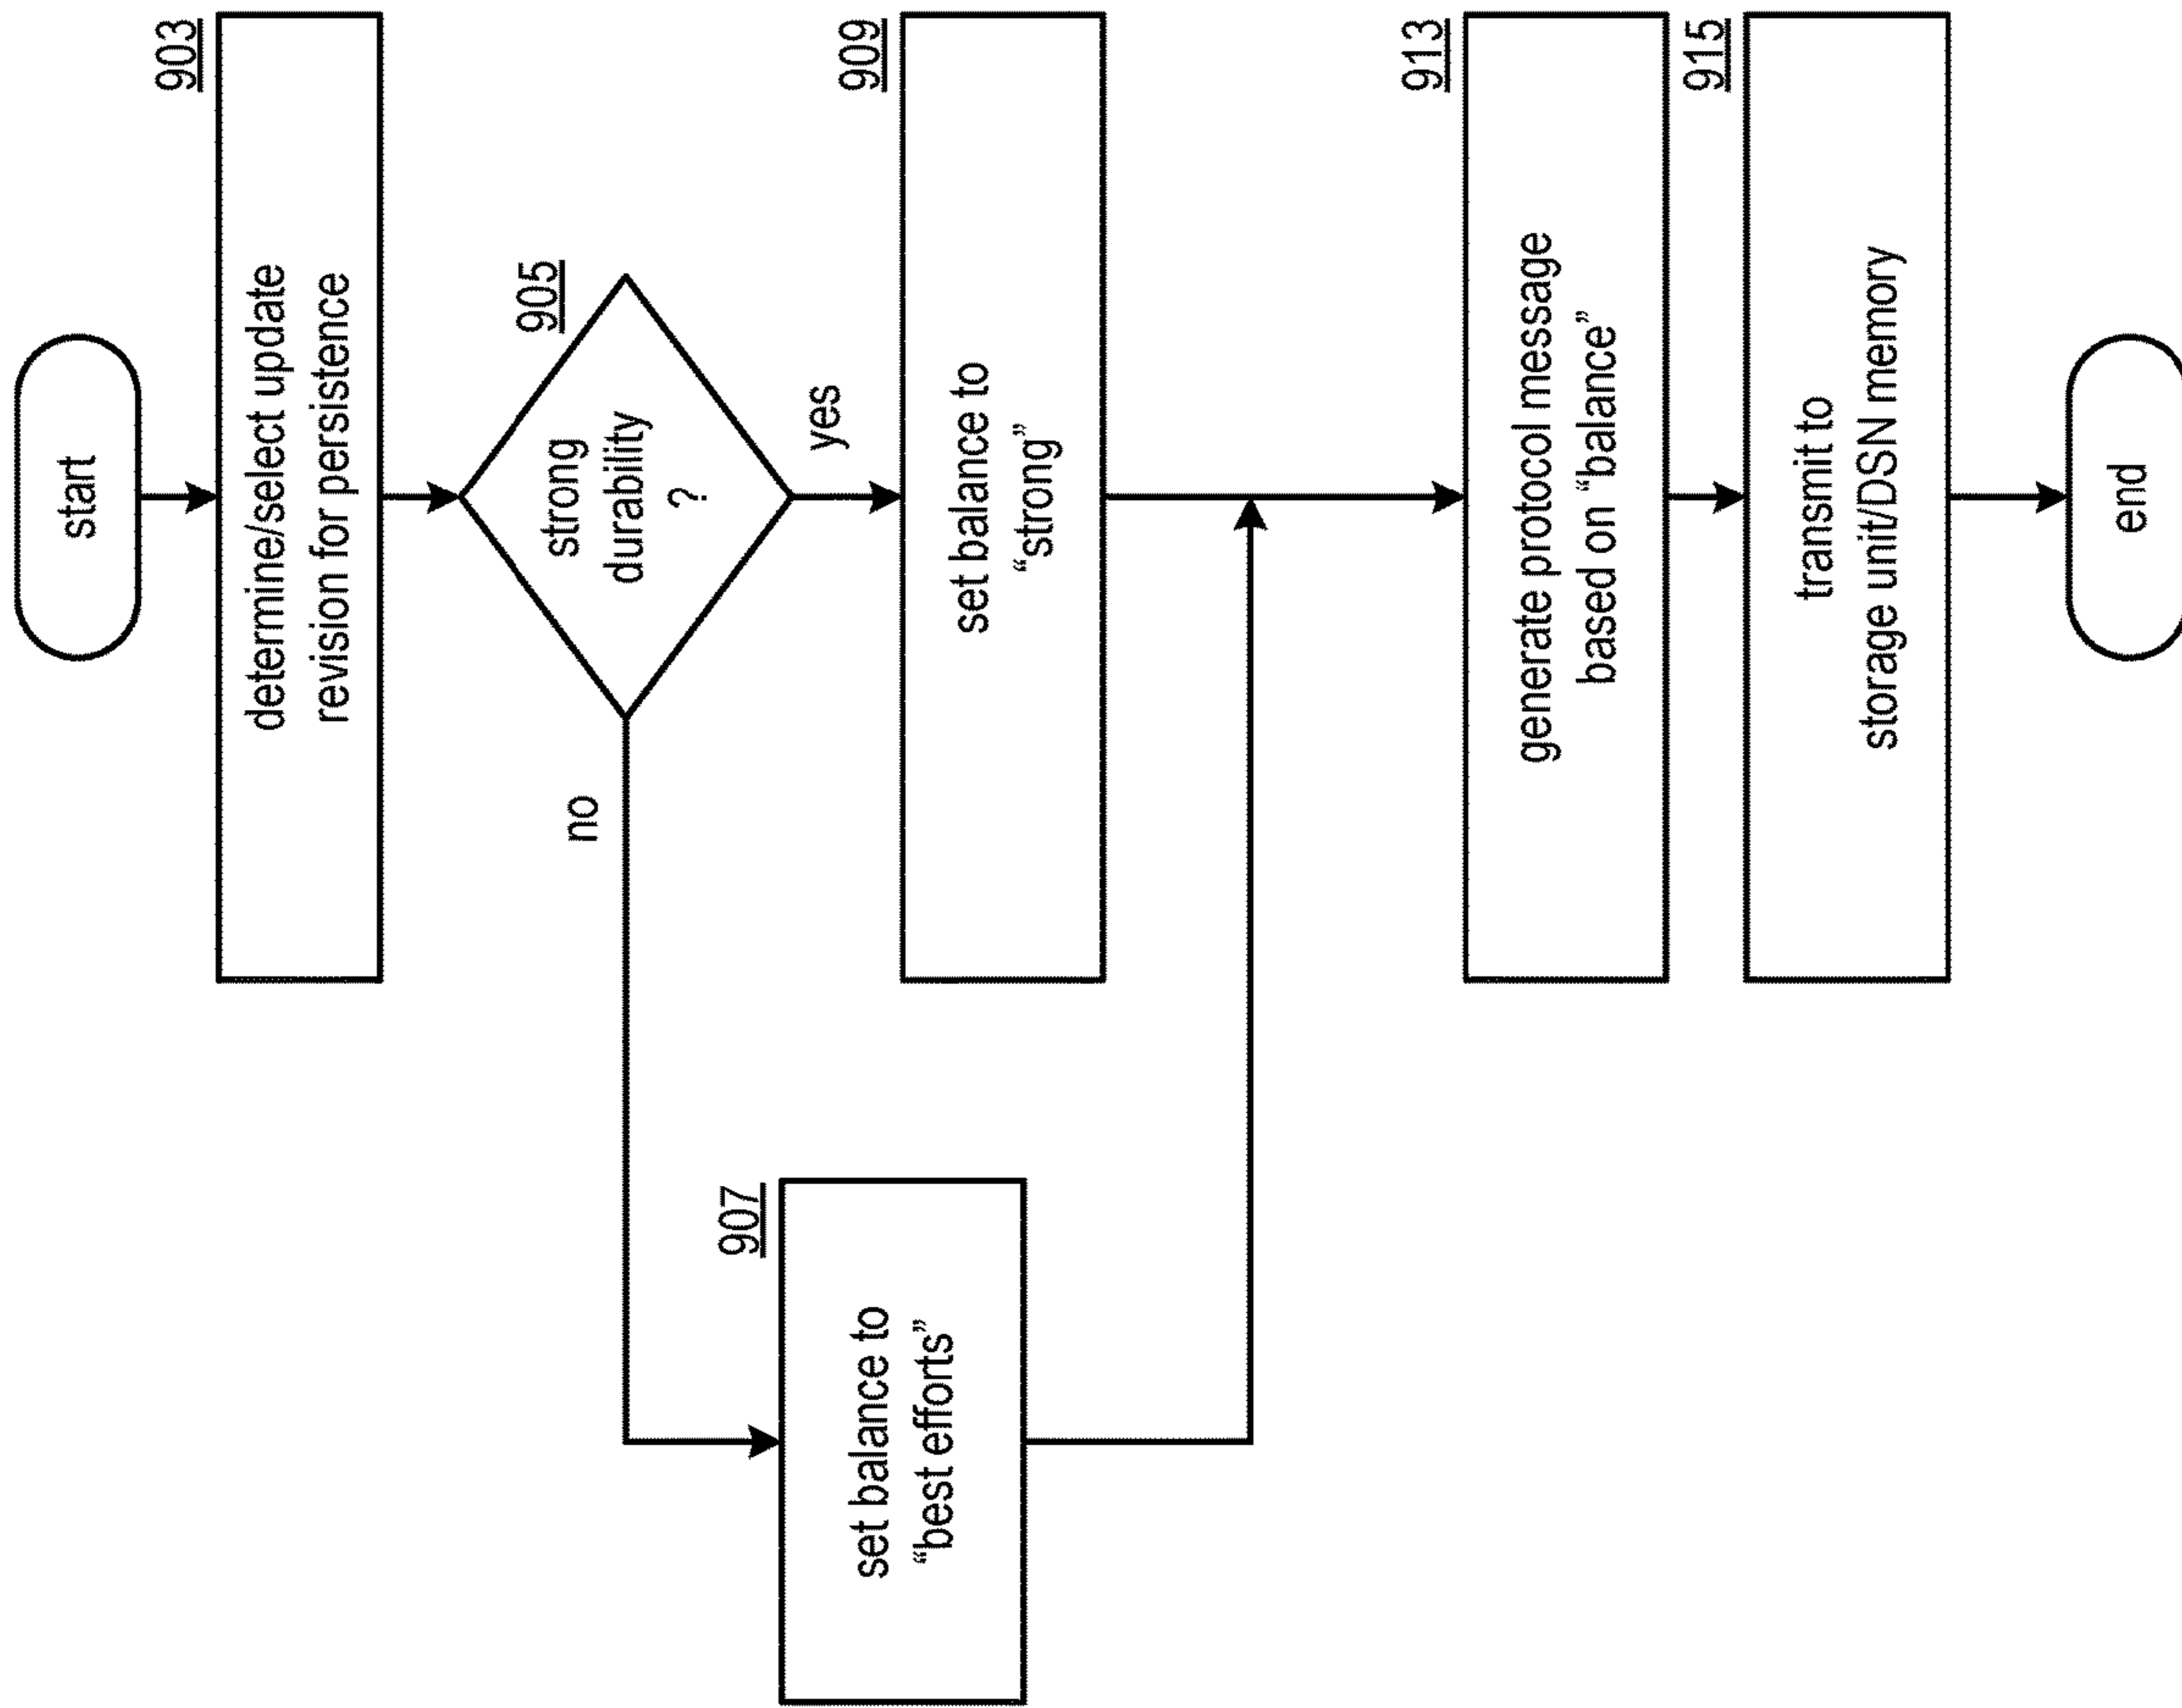 start
903
determine/select update
revision for persistence
905
strong
durability
?
no
yes
907
set balance to
“best efforts”
909
set balance to
“strong”
913
generate protocol message
based on “balance”
915
transmit to
storage unit/DSN memory
end